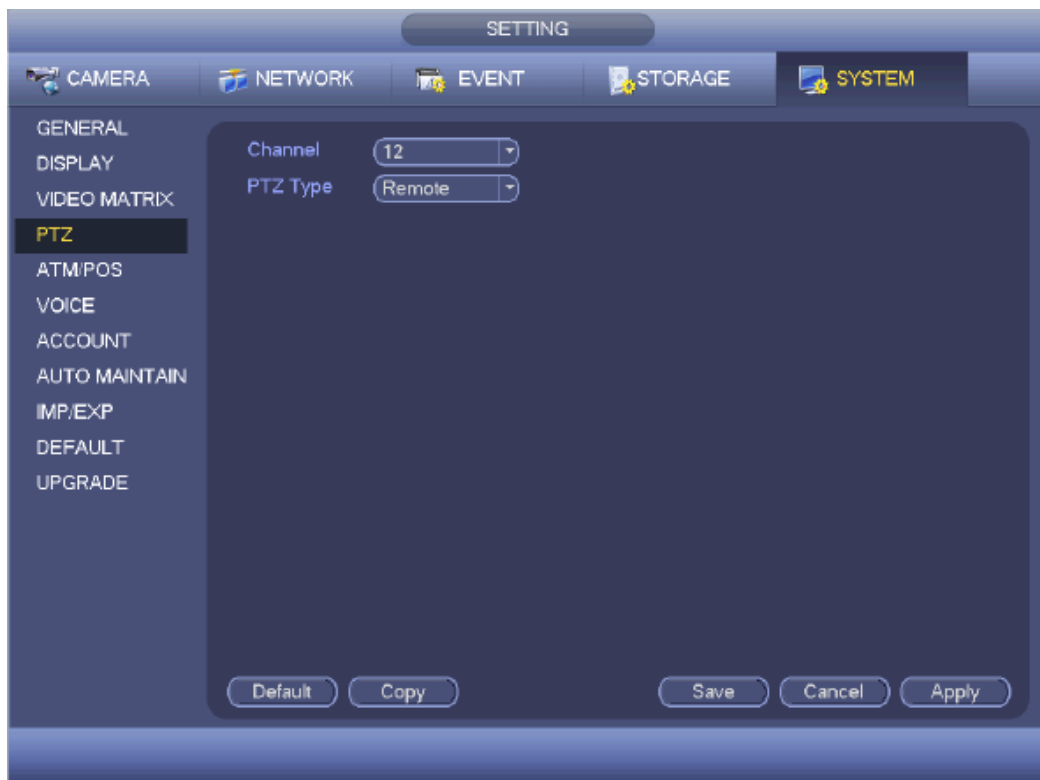 SETTING
CAMERA NETWORK EVENT STORAGE SYSTEM
GENERAL
DISPLAY
VIDEO MATRIX
PTZ
ATM/POS
VOICE
ACCOUNT
AUTO MAINTAIN
IMP/EXP
DEFAULT
UPGRADE
Channel 12
PTZ Type Remote
Default Copy Save Cancel Apply